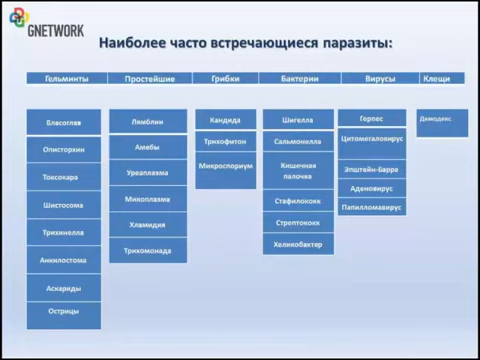 GNETWORK
Наиболее часто встречающиеся паразиты:
Гельминты Простейшие Грибки Бактерии Вирусы Клещи
Власоглав
Описторхии
Токсокара
Шистосома
Трихинелла
Анкилостома
Аскариды
Острицы
Лямблии
Амебы
Уреаплазма
Микоплазма
Хламидия
Трихомонада
Кандида
Трихофитон
Микроспориум
Шигелла
Сальмонелла
Кишечная
палочка
Стафилококк
Стрептококк
Хеликобактер
Герпес
Цитомегаловирус
Эпштейн-Барра
Аденовирус
Папилломавирус
Демодекс